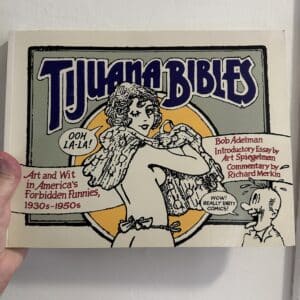 TIJUANA BIBLES
OOH
LA-LA!
Art and Wit
in America's
Forbidden Funnies,
1930s-1950s
Bob Adelman
Introductory Essay by
Art Spiegelman
Commentary by
Richard Merkin
WOW!
REALLY DIRTY
COMICS!